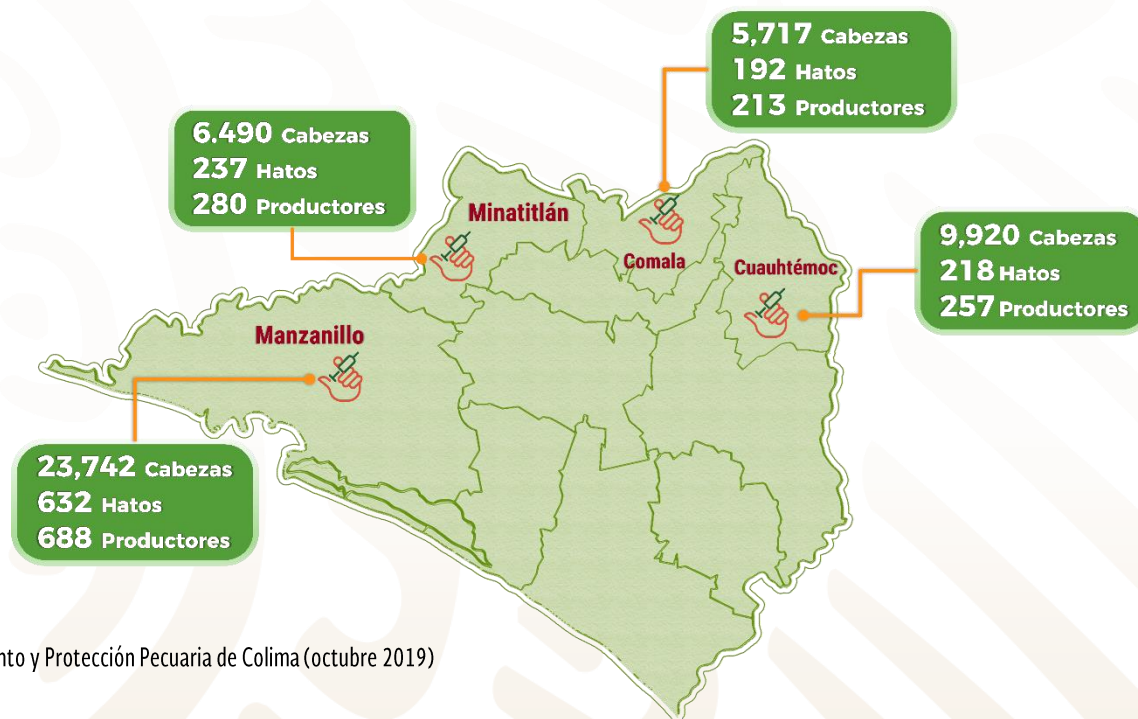 5,717 Cabezas
192 Hatos
213 Productores
6.490 Cabezas
237 Hatos
280 Productores
Minatitlán
Comala
Cuauhtémoc
9,920 Cabezas
218 Hatos
257 Productores
Manzanillo
23,742 Cabezas
632 Hatos
688 Productores
y Protección Pecuaria de Colima (octubre 2019)